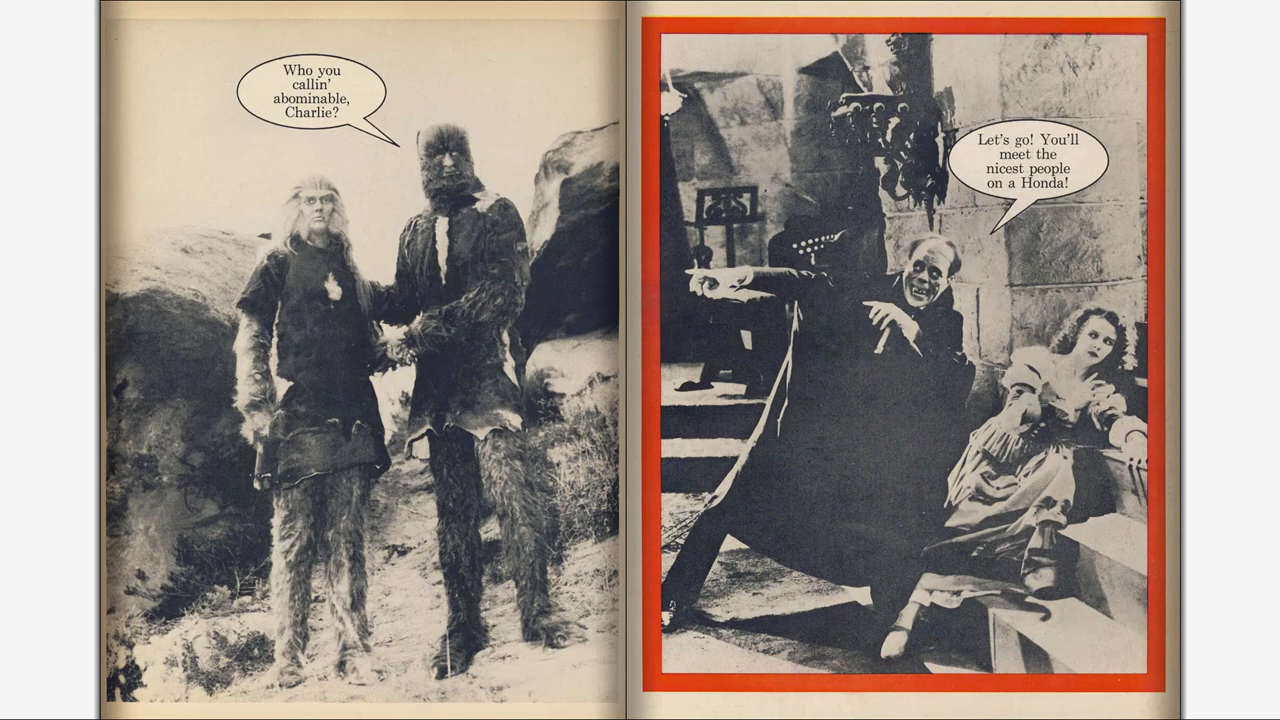 Who you
callin'
abominable,
Charlie?
Let's go! You'll
meet the
nicest people
on a Honda!